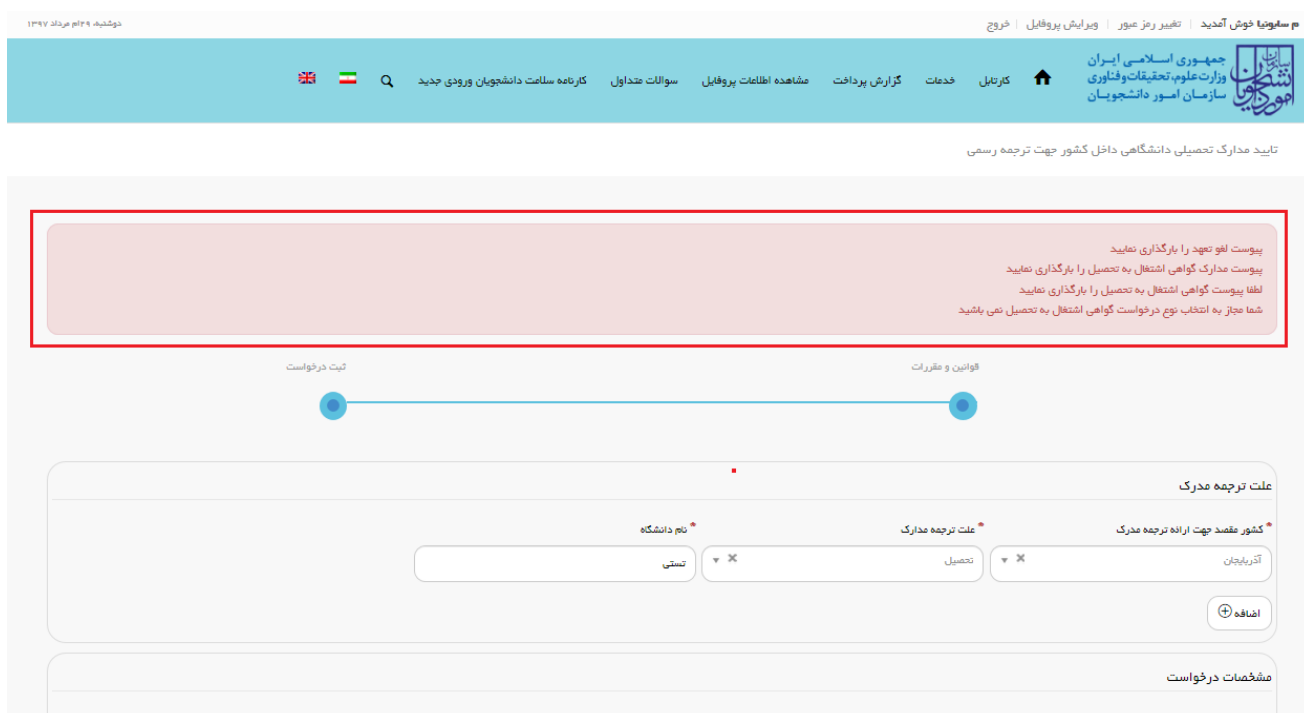 م سایونیا خوش آمدید | تغییر رمز عبور | ویرایش پروفایل | خروج
دوشنبه، ۲۹ام مرداد ۱۳۹۷
جمهوری اسلامی ایران
وزارت علوم، تحقیقات و فناوری
سازمان امور دانشجویان
کارتابل
خدمات
گزارش پرداخت
مشاهده اطلاعات پروفایل
سوالات متداول
کارنامه سلامت دانشجویان ورودی جدید
تایید مدارک تحصیلی دانشگاهی داخل کشور جهت ترجمه رسمی
پیوست لغو تعهد را بارگذاری نمایید
پیوست مدارک گواهی اشتغال به تحصیل را بارگذاری نمایید
لطفا پیوست گواهی اشتغال به تحصیل را بارگذاری نمایید
شما مجاز به انتخاب نوع درخواست گواهی اشتغال به تحصیل نمی باشید
قوانین و مقررات
ثبت درخواست
علت ترجمه مدرک
* کشور مقصد جهت ارائه ترجمه مدرک
* علت ترجمه مدارک
* نام دانشگاه
آذربایجان
تحصیل
تستی
اضافه
مشخصات درخواست